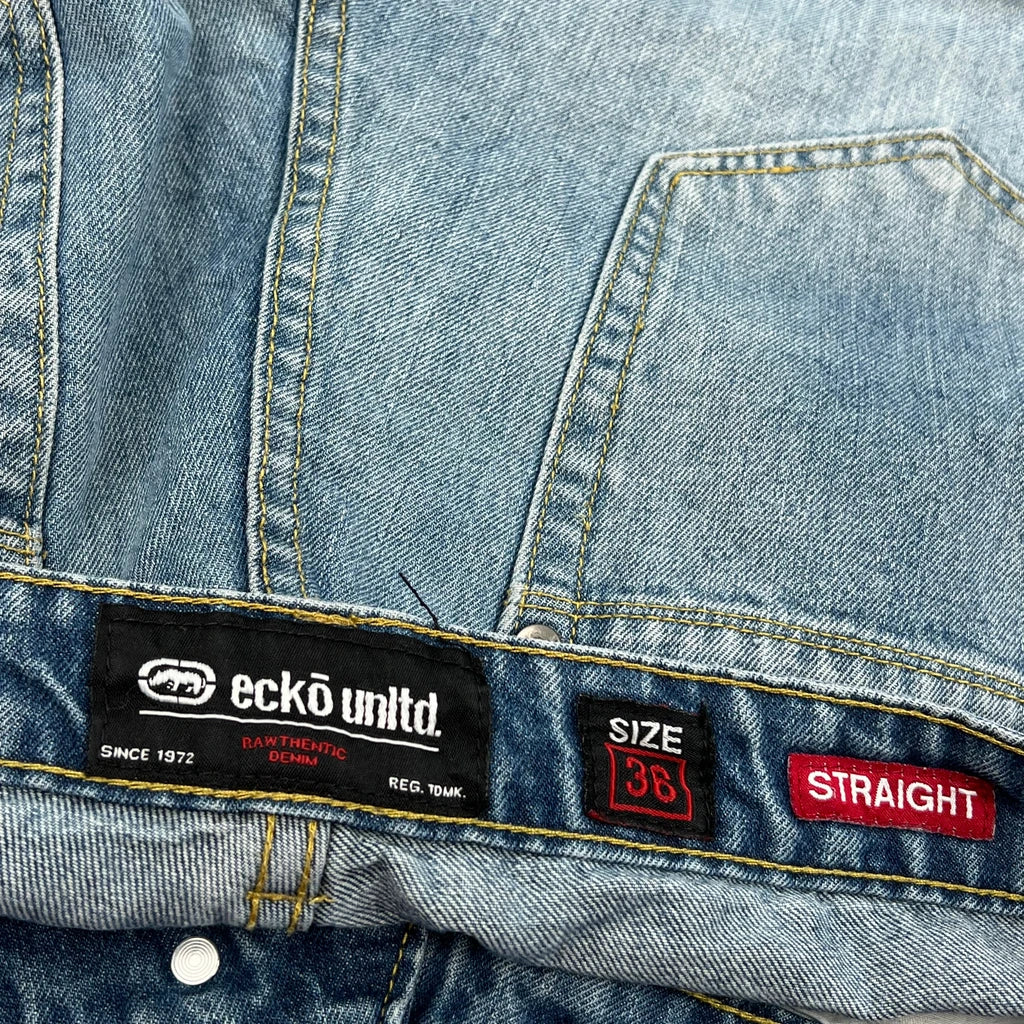 eckō unltd.
RAWTHENTIC
DENIM
SINCE 1972
REG. TDMK.
SIZE
36
STRAIGHT